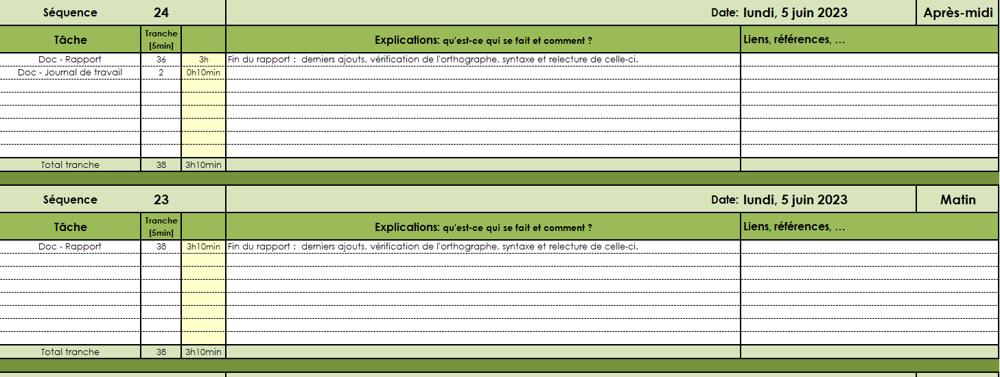 Séquence 24 Date: lundi, 5 juin 2023 Après-midi
Tâche Tranche [5min] Explications: qu'est-ce qui se fait et comment ? Liens, références, ...
Doc - Rapport 36 3h Fin du rapport : derniers ajouts, vérification de l'orthographe, syntaxe et relecture de celle-ci.
Doc - Journal de travail 2 0h10min
Total tranche 38 3h10min
Séquence 23 Date: lundi, 5 juin 2023 Matin
Tâche Tranche [5min] Explications: qu'est-ce qui se fait et comment ? Liens, références, ...
Doc - Rapport 38 3h10min Fin du rapport : derniers ajouts, vérification de l'orthographe, syntaxe et relecture de celle-ci.
Total tranche 38 3h10min